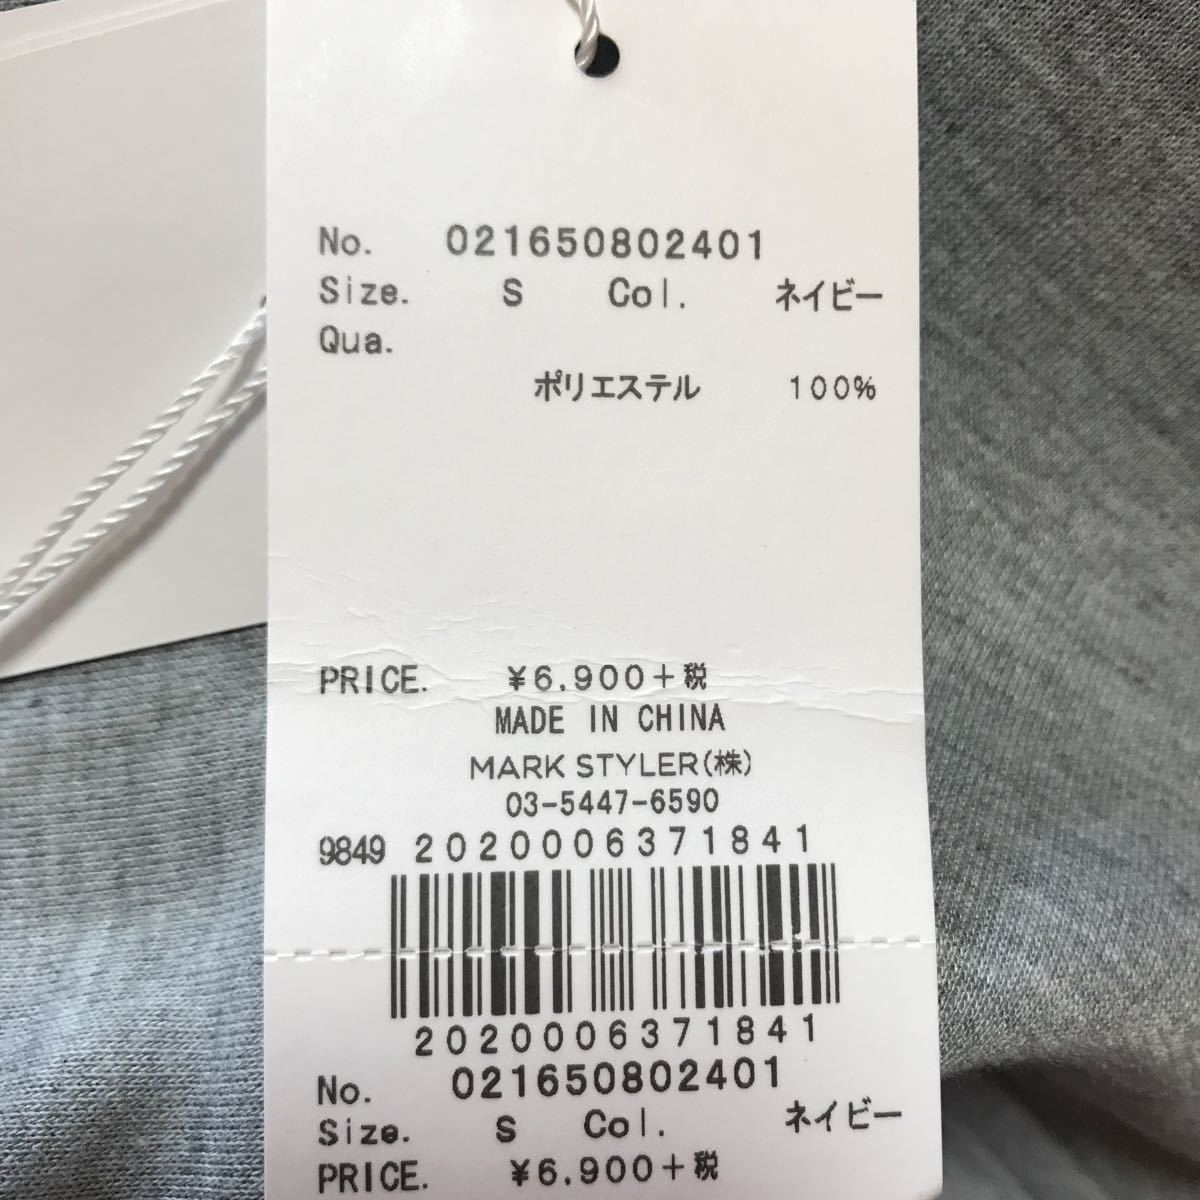 No. 021650802401
Size. S Col. ネイビー
Qua.
ポリエステル 100%
PRICE. ¥6.900+税
MADE IN CHINA
MARK STYLER(株)
03-5447-6590
9849 2020006371841
2020006371841
No. 021650802401
Size. S Col. ネイビー
PRICE. ¥6.900+税